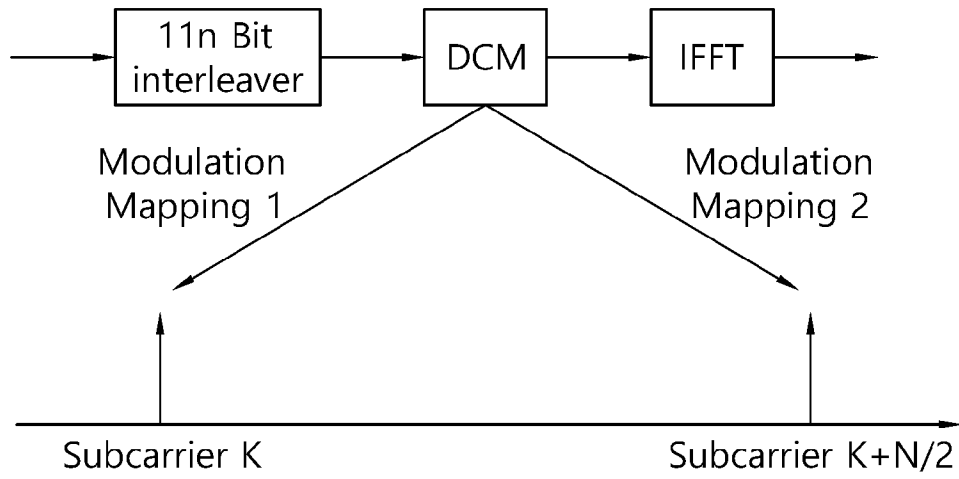 11n Bit
interleaver
DCM
IFFT
Modulation
Mapping 1
Modulation
Mapping 2
Subcarrier K
Subcarrier K+N/2